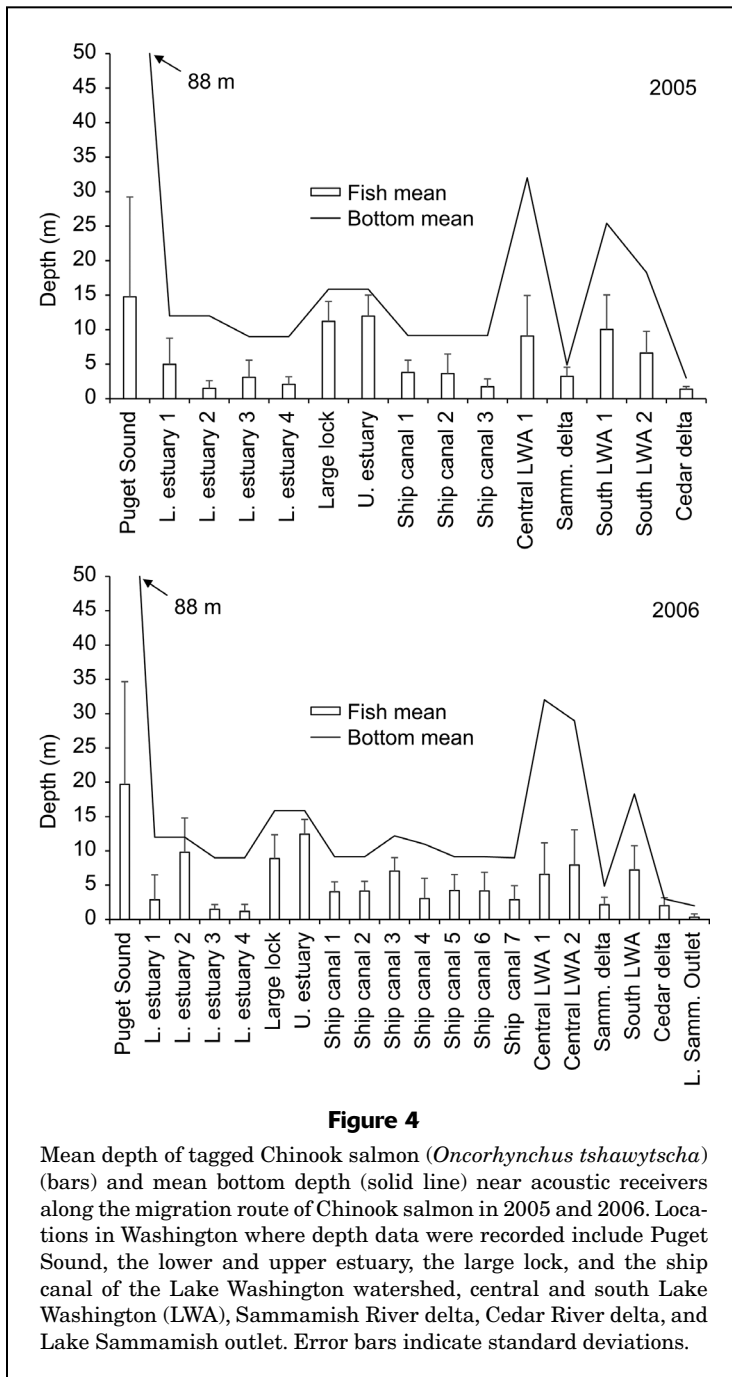 50
88 m
2005
45
40
35
30
Fish mean
25
Bottom mean
20
15
10
5
0
Depth (m)
Puget Sound
L. estuary 1
L. estuary 2
L. estuary 3
L. estuary 4
Large lock
U. estuary
Ship canal 1
Ship canal 2
Ship canal 3
Central LWA 1
Samm. delta
South LWA 1
South LWA 2
Cedar delta
50
88 m
2006
45
40
35
30
Fish mean
25
Bottom mean
20
15
10
5
0
Depth (m)
Puget Sound
L. estuary 1
L. estuary 2
L. estuary 3
L. estuary 4
Large lock
U. estuary
Ship canal 1
Ship canal 2
Ship canal 3
Ship canal 4
Ship canal 5
Ship canal 6
Ship canal 7
Central LWA 1
Central LWA 2
Samm. delta
South LWA
Cedar delta
L. Samm. Outlet
Figure 4
Mean depth of tagged Chinook salmon (Oncorhynchus tshawytscha)
(bars) and mean bottom depth (solid line) near acoustic receivers
along the migration route of Chinook salmon in 2005 and 2006. Loca-
tions in Washington where depth data were recorded include Puget
Sound, the lower and upper estuary, the large lock, and the ship
canal of the Lake Washington watershed, central and south Lake
Washington (LWA), Sammamish River delta, Cedar River delta, and
Lake Sammamish outlet. Error bars indicate standard deviations.